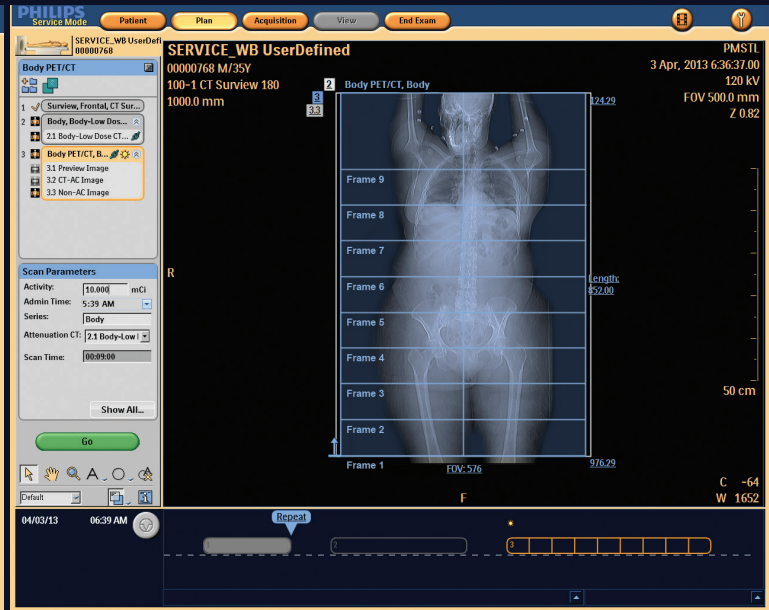 PHILIPS
Service Mode
Patient
Plan
Acquisition
View
End Exam
SERVICE_WB UserDefi
00000768
Body PET/CT
1 Surview, Frontal, CT Sur...
2 Body, Body-Low Dos...
2.1 Body-Low Dose CT...
3 Body PET/CT, B...
3.1 Preview Image
3.2 CT-AC Image
3.3 Non-AC Image
Scan Parameters
Activity: 10.000 mCi
Admin Time: 5:39 AM
Series: Body
Attenuation CT: 2.1 Body-Low I
Scan Time: 00:09:00
Show All...
Go
A
Default
SERVICE_WB UserDefined
00000768 M/35Y
100-1 CT Surview 180
1000.0 mm
PMSTL
3 Apr, 2013 6:36:37.00
120 kV
FOV 500.0 mm
Z 0.82
2 Body PET/CT, Body
3
3.3
124.29
Frame 9
Frame 8
Frame 7
R
Frame 6
Length:
852.00
Frame 5
Frame 4
Frame 3
50 cm
Frame 2
Frame 1
FOV: 576
976.29
F
C -64
W 1652
04/03/13 06:39 AM
Repeat
1
2
3